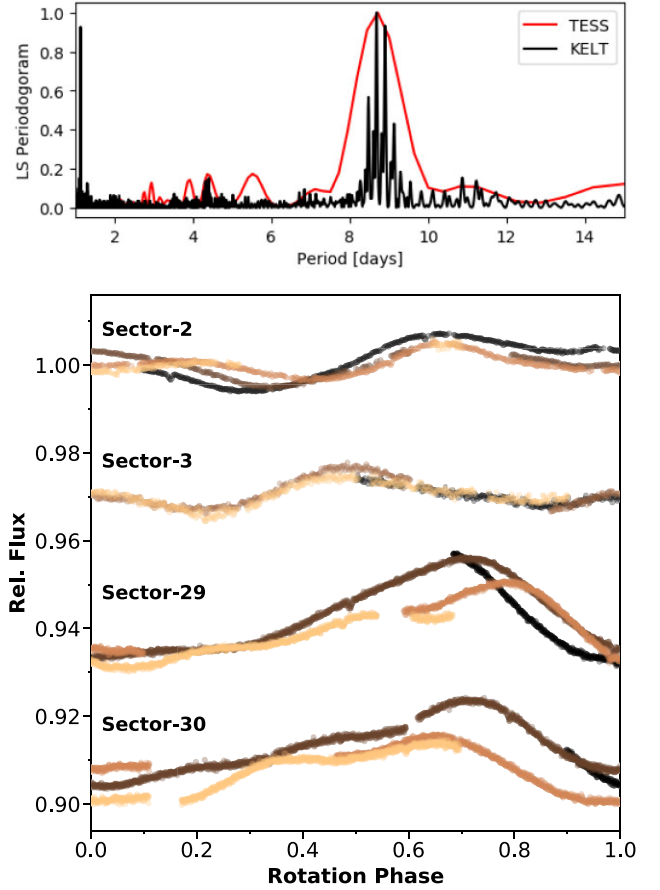 LS Periodogoram
1.0
0.8
0.6
0.4
0.2
0.0
TESS
KELT
2 4 6 8 10 12 14
Period [days]
Rel. Flux
1.00
0.98
0.96
0.94
0.92
0.90
Sector-2
Sector-3
Sector-29
Sector-30
0.0 0.2 0.4 0.6 0.8 1.0
Rotation Phase